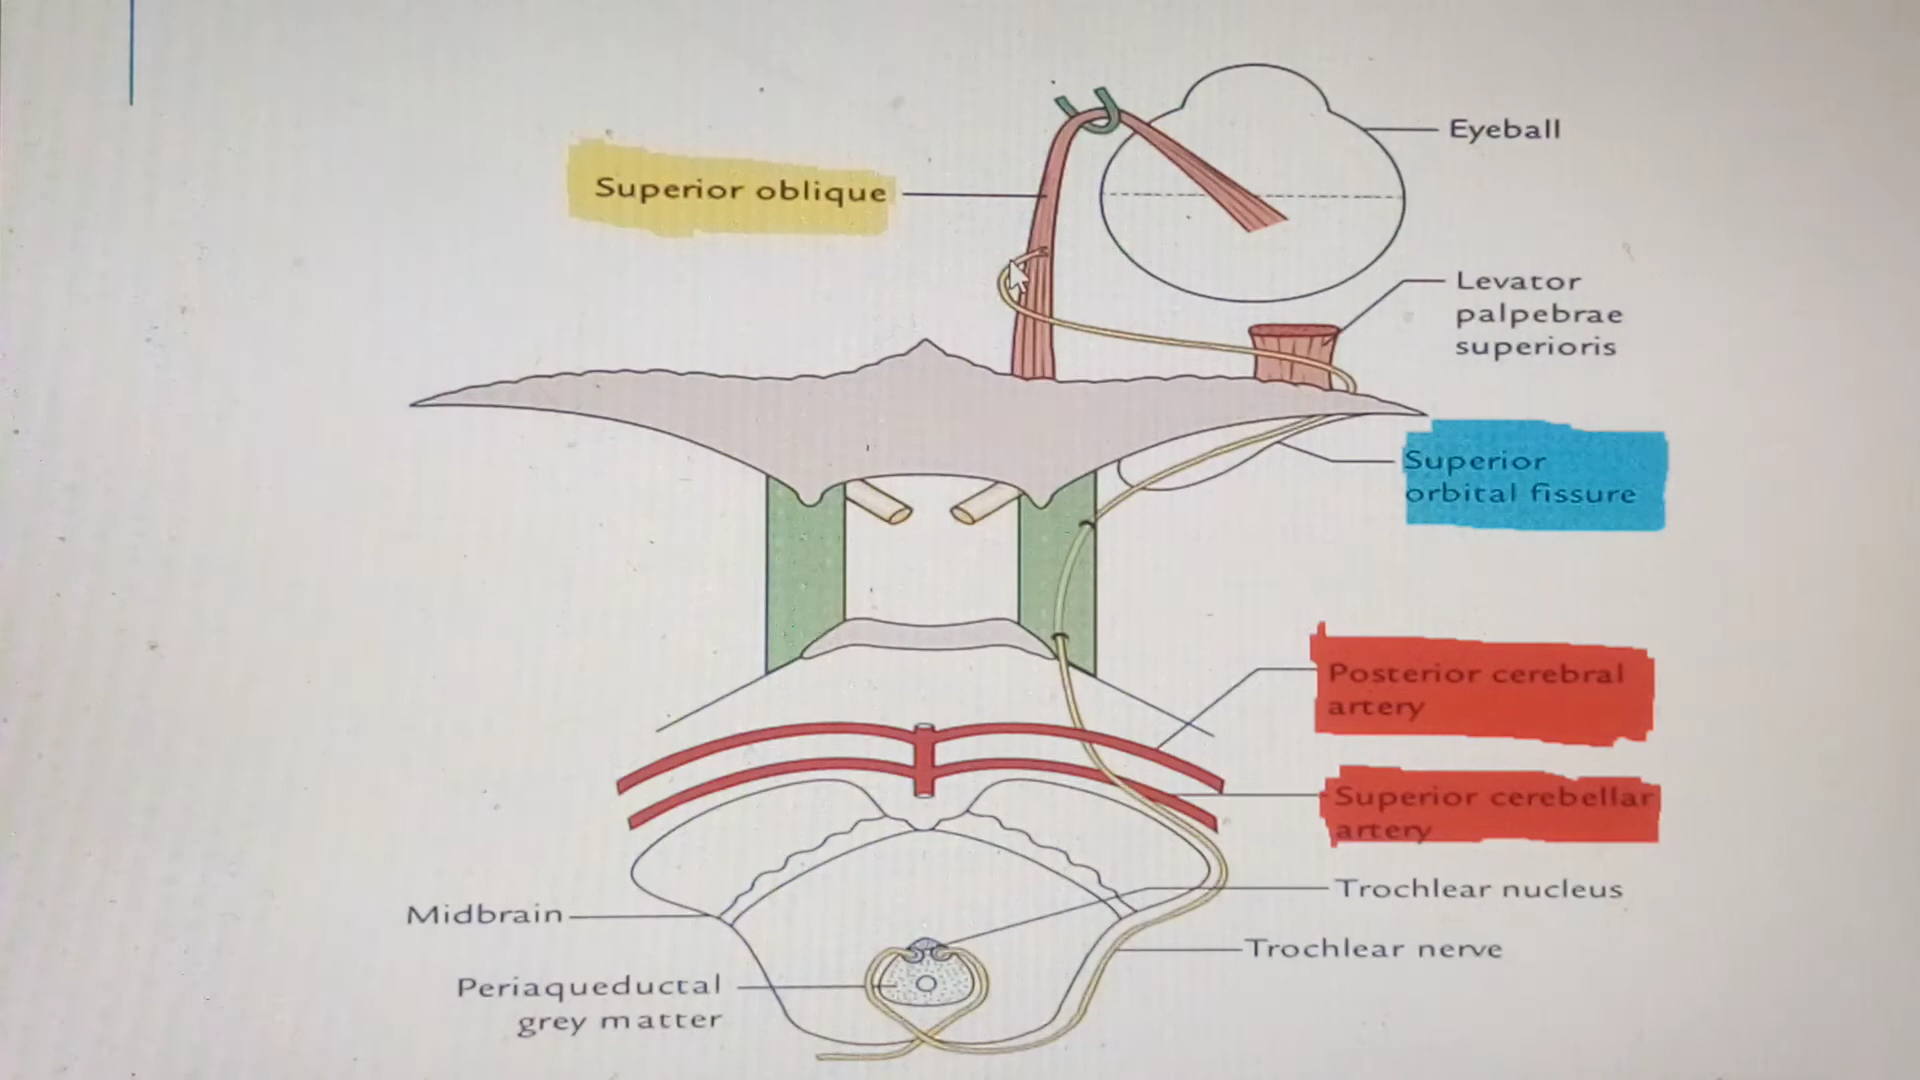 Eyeball
Superior oblique
Levator
palpebrae
superioris
Superior
orbital fissure
Posterior cerebral
artery
Superior cerebellar
artery
Trochlear nucleus
Midbrain
Trochlear nerve
Periaqueductal
grey matter